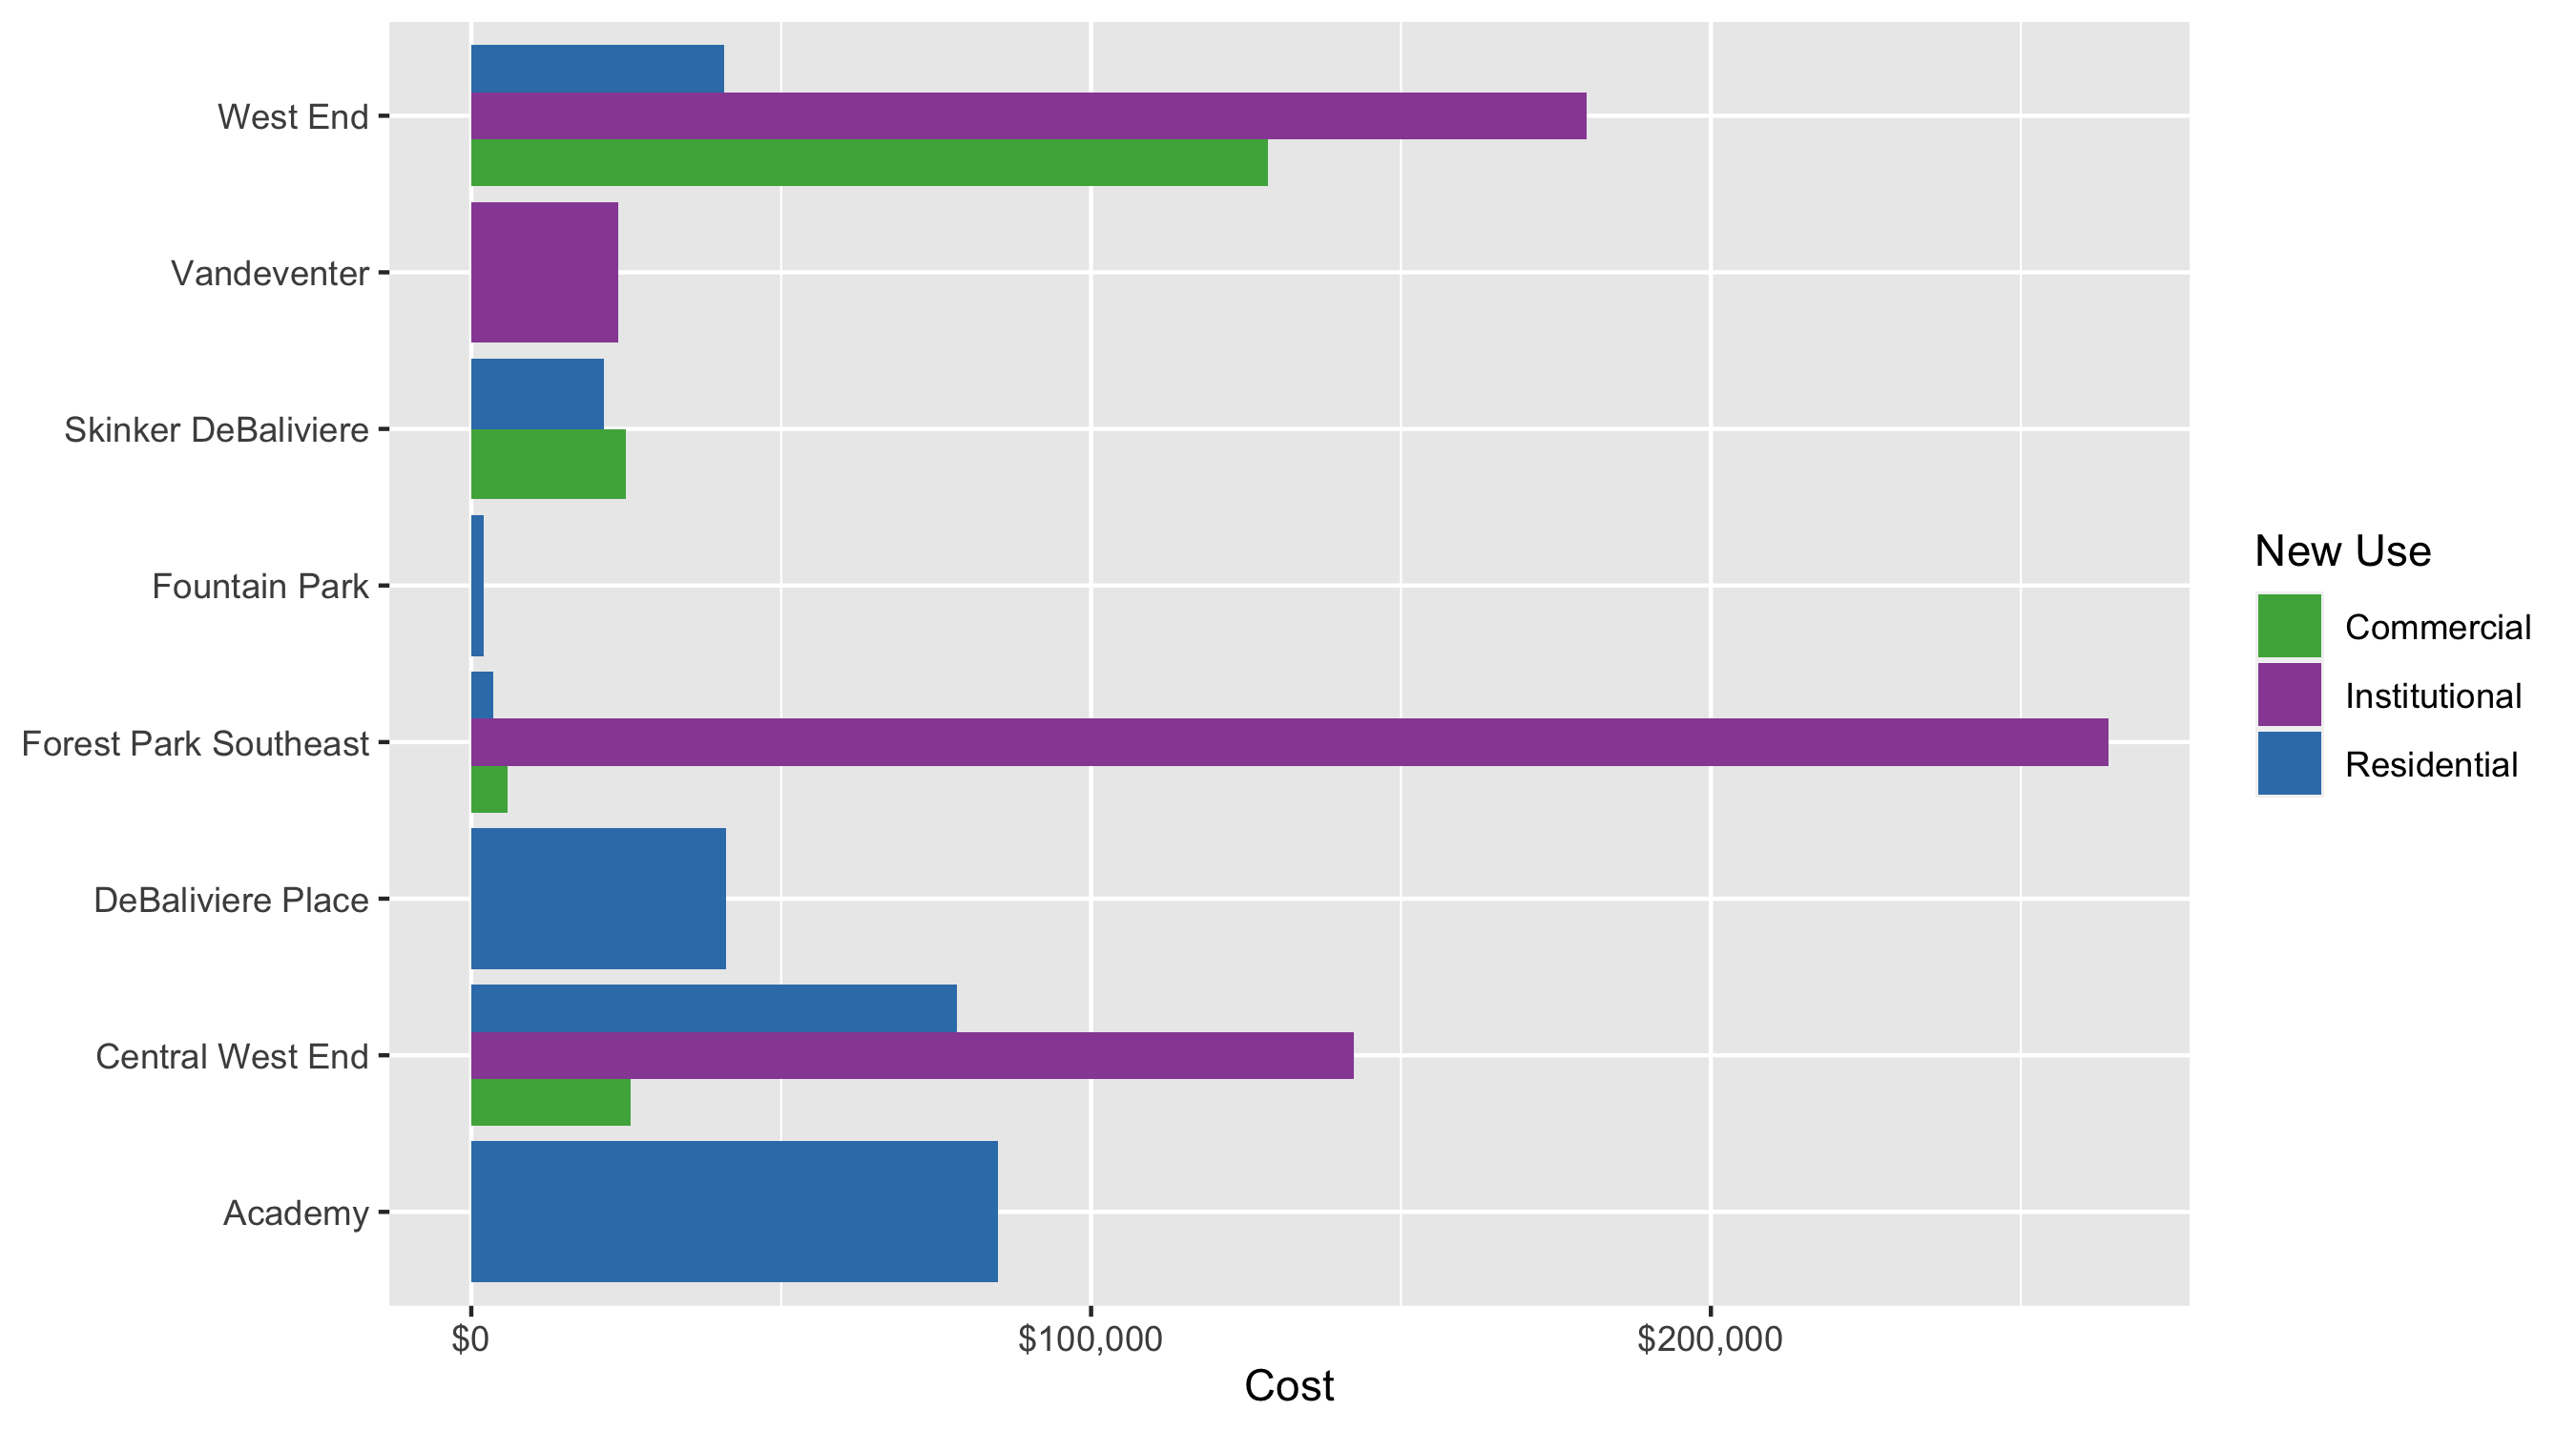 West End
Vandeventer
Skinker DeBaliviere
Fountain Park
Forest Park Southeast
DeBaliviere Place
Central West End
Academy
$0
$100,000
$200,000
Cost
New Use
Commercial
Institutional
Residential